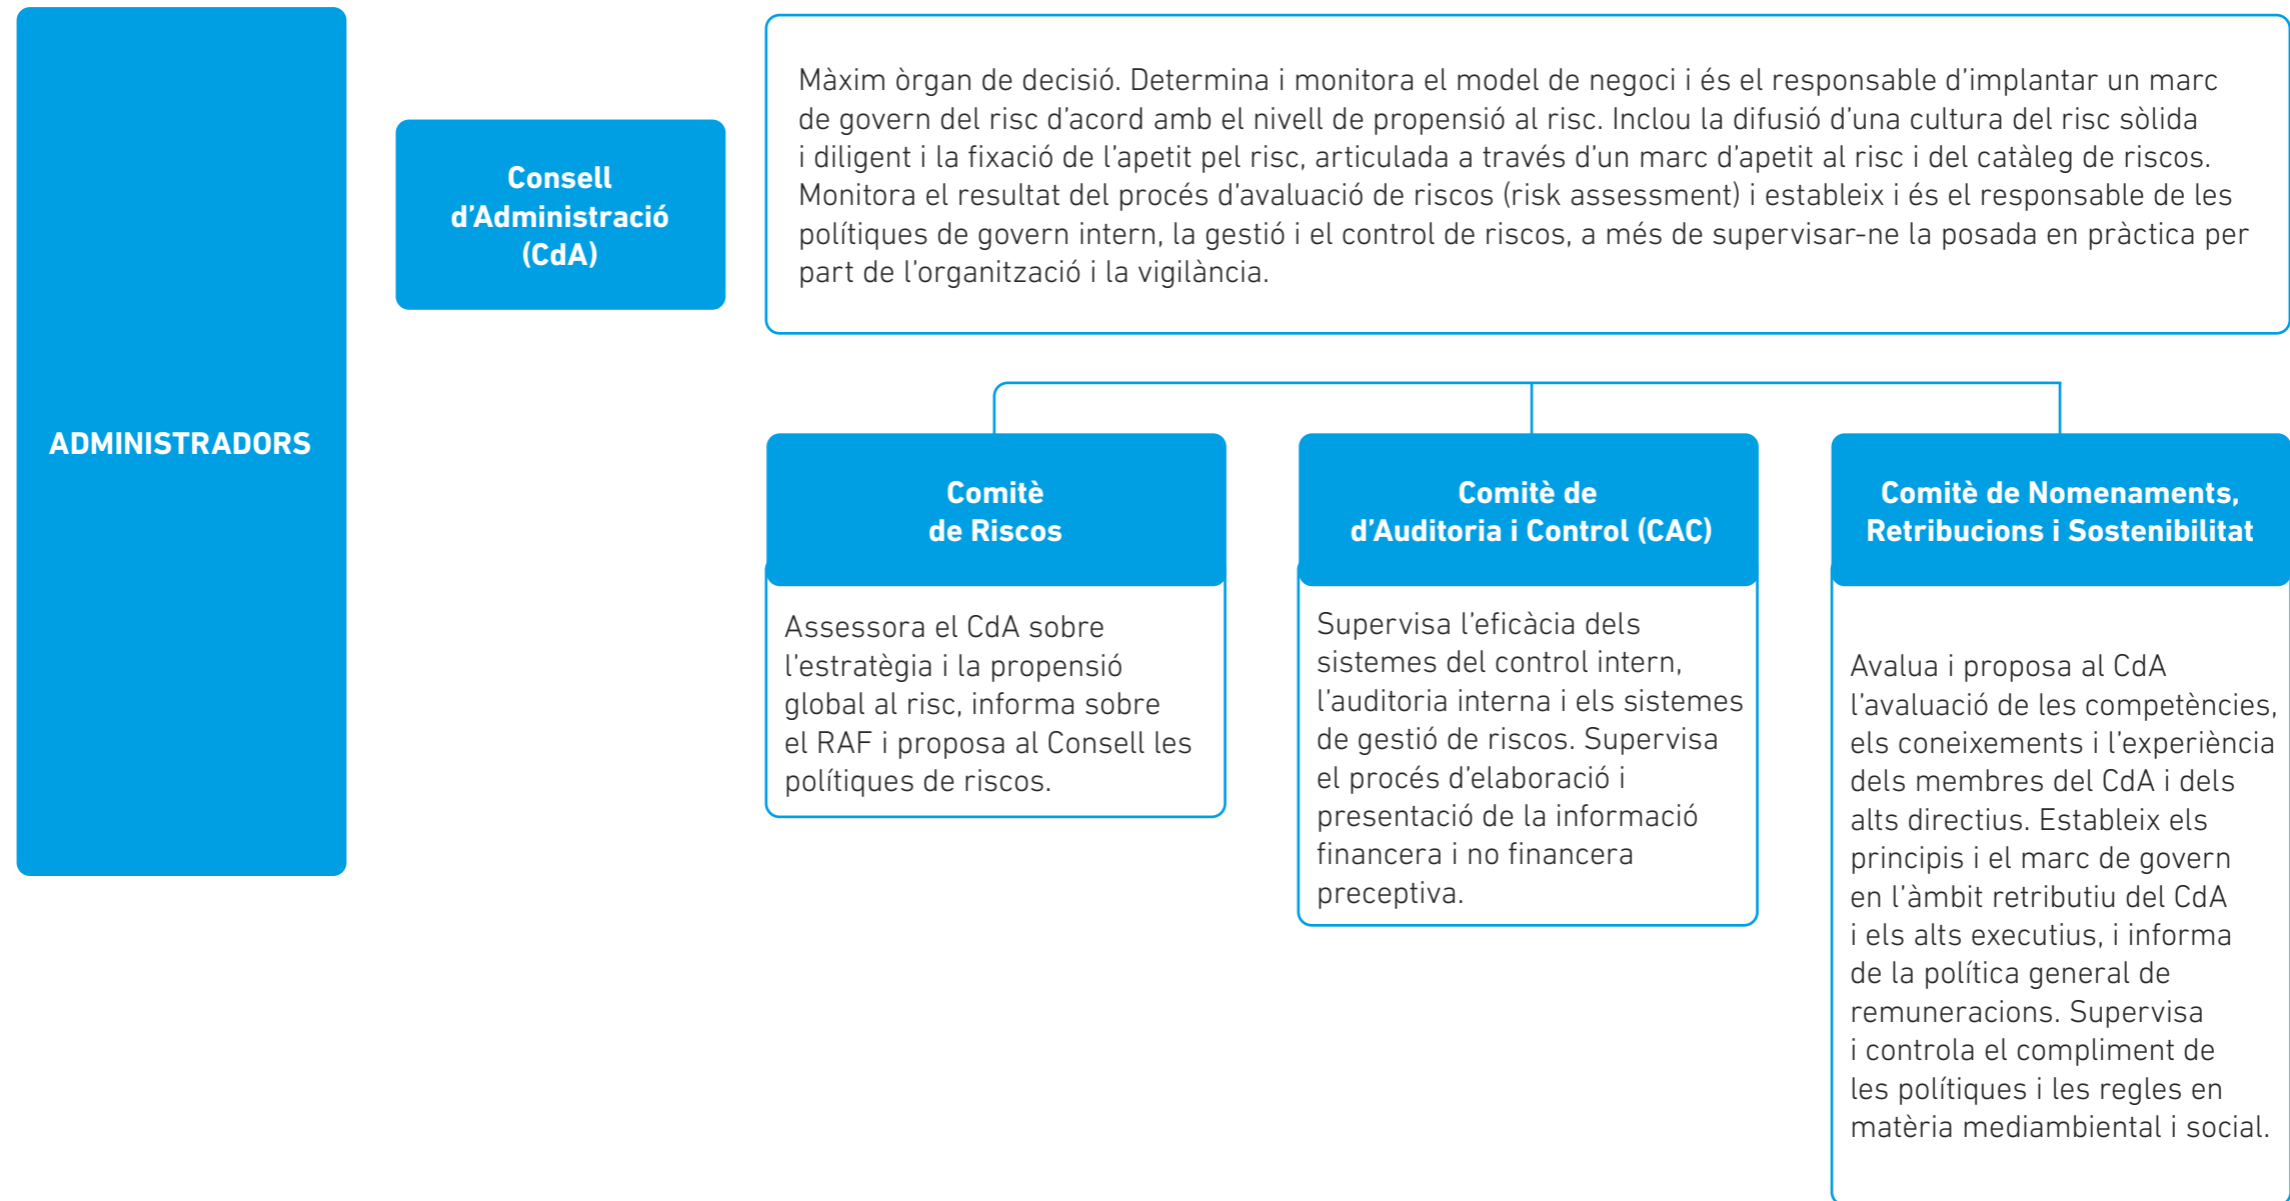 ADMINISTRADORS
Consell
d'Administració
(CdA)
Màxim òrgan de decisió. Determina i monitora el model de negoci i és el responsable d'implantar un marc
de govern del risc d'acord amb el nivell de propensió al risc. Inclou la difusió d'una cultura del risc sòlida
i diligent i la fixació de l'apetit pel risc, articulada a través d'un marc d'apetit al risc i del catàleg de riscos.
Monitora el resultat del procés d'avaluació de riscos (risk assessment) i estableix i és el responsable de les
polítiques de govern intern, la gestió i el control de riscos, a més de supervisar-ne la posada en pràctica per
part de l'organització i la vigilància.
Comitè
de Riscos
Assessora el CdA sobre
l'estratègia i la propensió
global al risc, informa sobre
el RAF i proposa al Consell les
polítiques de riscos.
Comitè de
d'Auditoria i Control (CAC)
Supervisa l'eficàcia dels
sistemes del control intern,
l'auditoria interna i els sistemes
de gestió de riscos. Supervisa
el procés d'elaboració i
presentació de la informació
financera i no financera
preceptiva.
Comitè de Nomenaments,
Retribucions i Sostenibilitat
Avalua i proposa al CdA
l'avaluació de les competències,
els coneixements i l'experiència
dels membres del CdA i dels
alts directius. Estableix els
principis i el marc de govern
en l'àmbit retributiu del CdA
i els alts executius, i informa
de la política general de
remuneracions. Supervisa
i controla el compliment de
les polítiques i les regles en
matèria mediambiental i social.